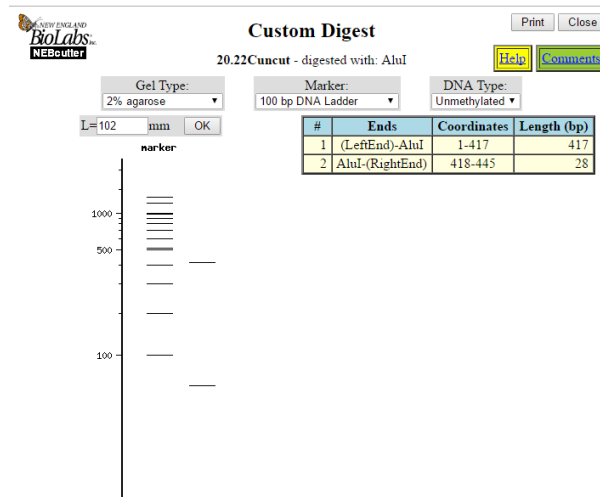 NEW ENGLAND
BioLabs Inc.
NEBcutter
Custom Digest
Print Close
20.22Cuncut - digested with: AluI
Help Comments
Gel Type: Marker: DNA Type:
2% agarose 100 bp DNA Ladder Unmethylated
L= 102 mm OK
# Ends Coordinates Length (bp)
1 (LeftEnd)-AluI 1-417 417
2 AluI-(RightEnd) 418-445 28
marker
1000
500
100